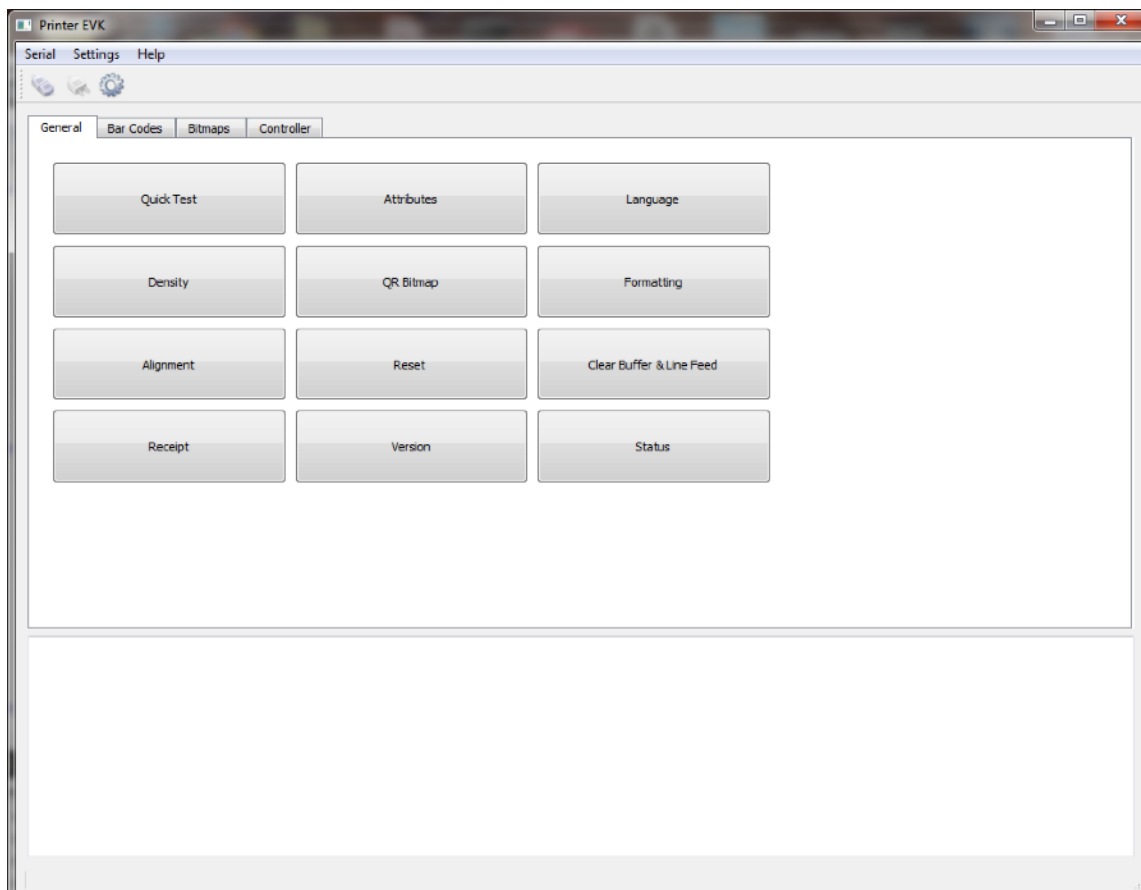 Printer EVK
Serial Settings Help
General Bar Codes Bitmaps Controller
Quick Test Attributes Language
Density QR Bitmap Formatting
Alignment Reset Clear Buffer & Line Feed
Receipt Version Status